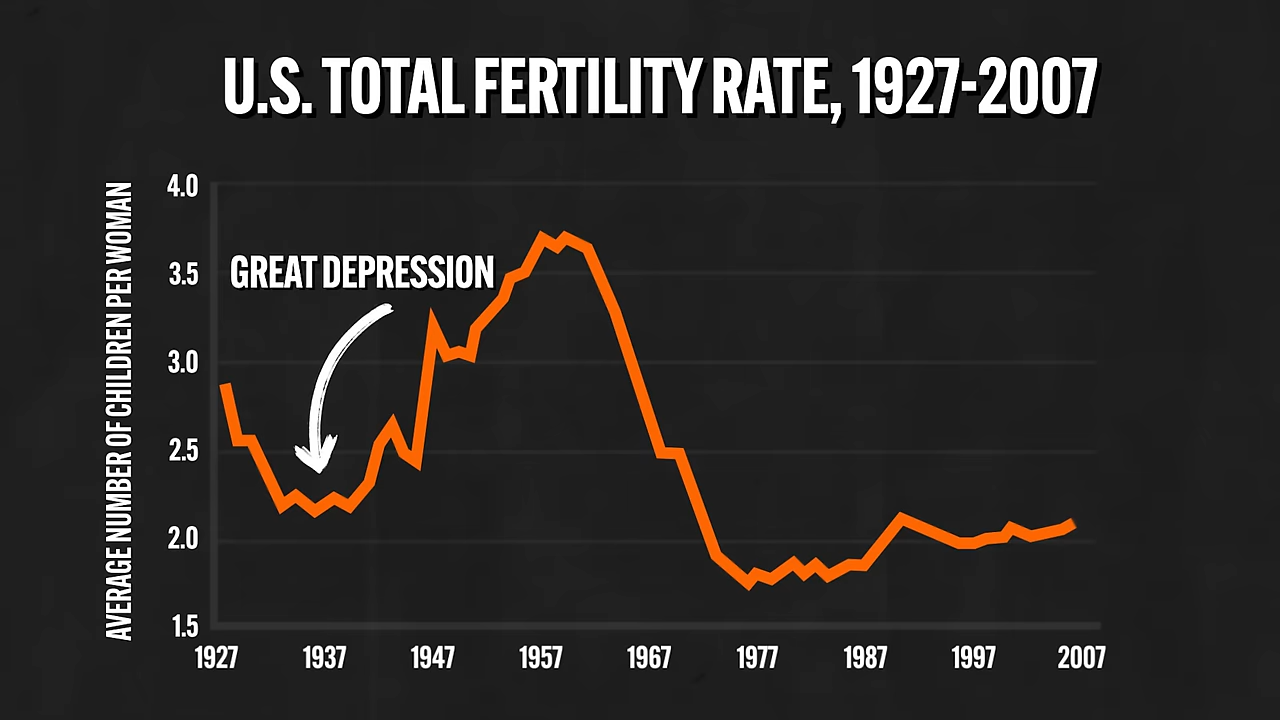 U.S. TOTAL FERTILITY RATE, 1927-2007
AVERAGE NUMBER OF CHILDREN PER WOMAN
4.0
3.5
3.0
2.5
2.0
1.5
GREAT DEPRESSION
1927 1937 1947 1957 1967 1977 1987 1997 2007